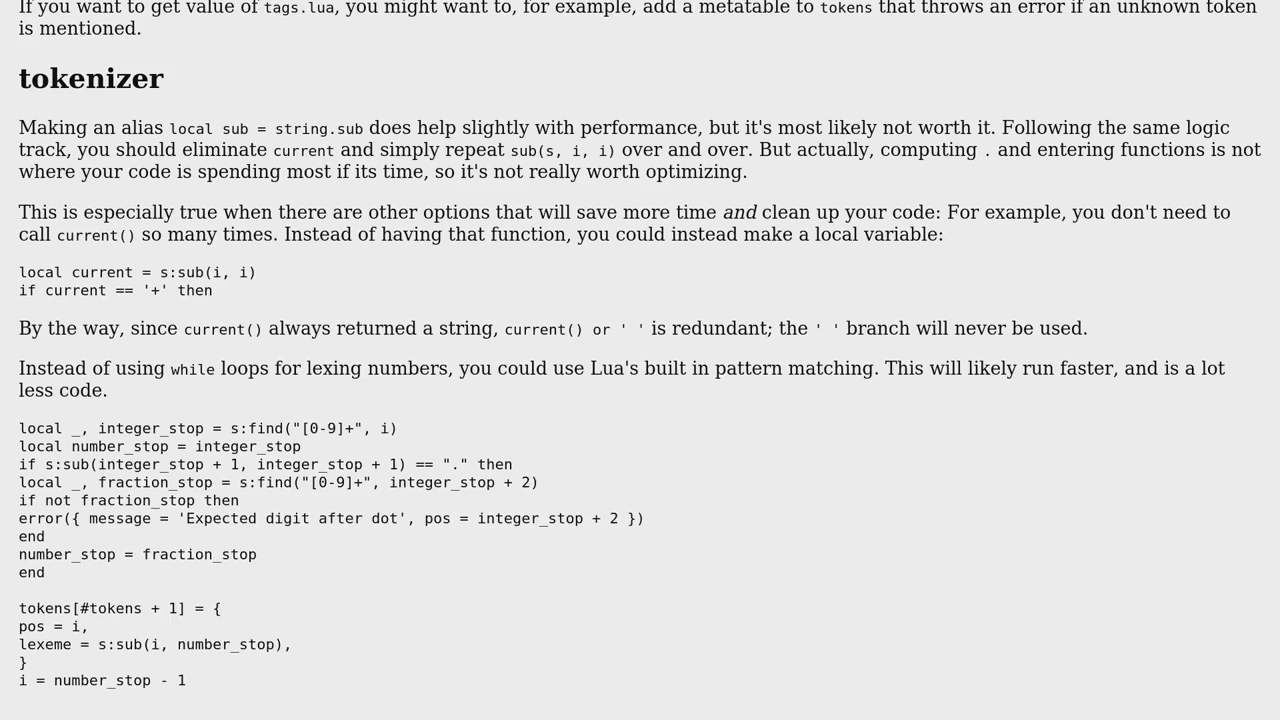 If you want to get value of tags.lua, you might want to, for example, add a metatable to tokens that throws an error if an unknown token
is mentioned.
tokenizer
Making an alias local sub = string.sub does help slightly with performance, but it's most likely not worth it. Following the same logic
track, you should eliminate current and simply repeat sub(s, i, i) over and over. But actually, computing . and entering functions is not
where your code is spending most if its time, so it's not really worth optimizing.
This is especially true when there are other options that will save more time and clean up your code: For example, you don't need to
call current() so many times. Instead of having that function, you could instead make a local variable:
local current = s:sub(i, i)
if current == '+' then
By the way, since current() always returned a string, current() or ' ' is redundant; the ' ' branch will never be used.
Instead of using while loops for lexing numbers, you could use Lua's built in pattern matching. This will likely run faster, and is a lot
less code.
local _, integer_stop = s:find("[0-9]+", i)
local number_stop = integer_stop
if s:sub(integer_stop + 1, integer_stop + 1) == "." then
local _, fraction_stop = s:find("[0-9]+", integer_stop + 2)
if not fraction_stop then
error({ message = 'Expected digit after dot', pos = integer_stop + 2 })
end
number_stop = fraction_stop
end
tokens[#tokens + 1] = {
pos = i,
lexeme = s:sub(i, number_stop),
}
i = number_stop - 1